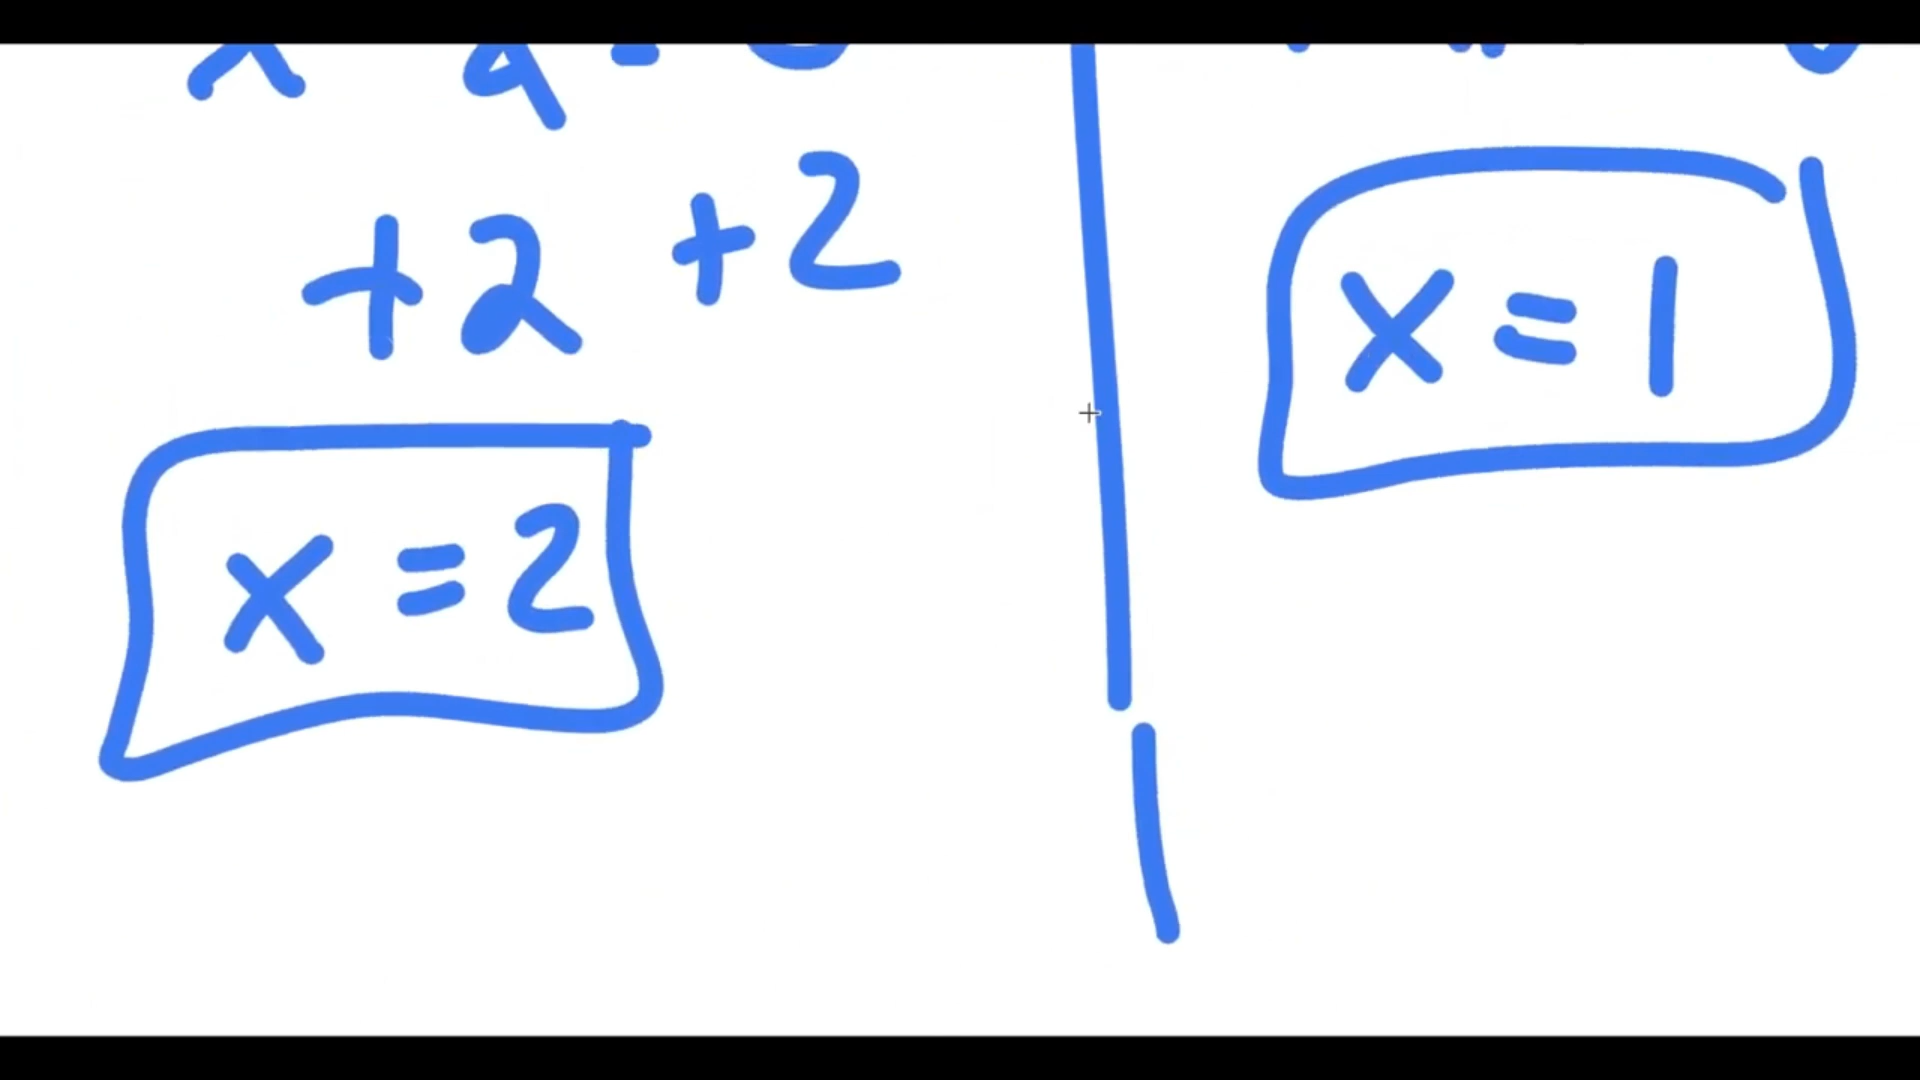 +2 +2
x = 2
x = 1